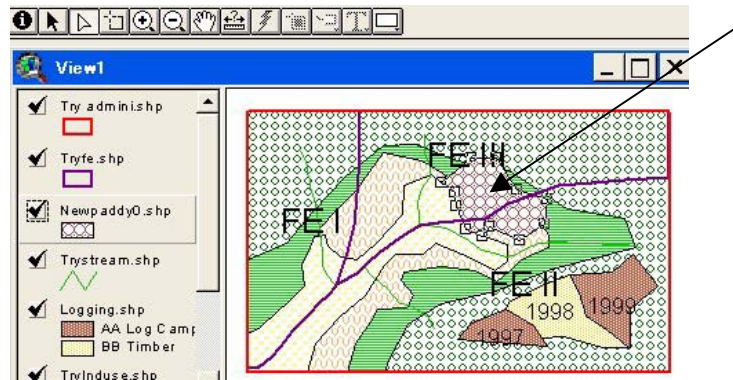 View1
Try admini.shp
Tryfe.shp
Newpaddy0.shp
Trystream.shp
Logging.shp
AA Log Camp
BB Timber
TryInduse.shp
FE III
FE I
FE II
1998
1999
1997